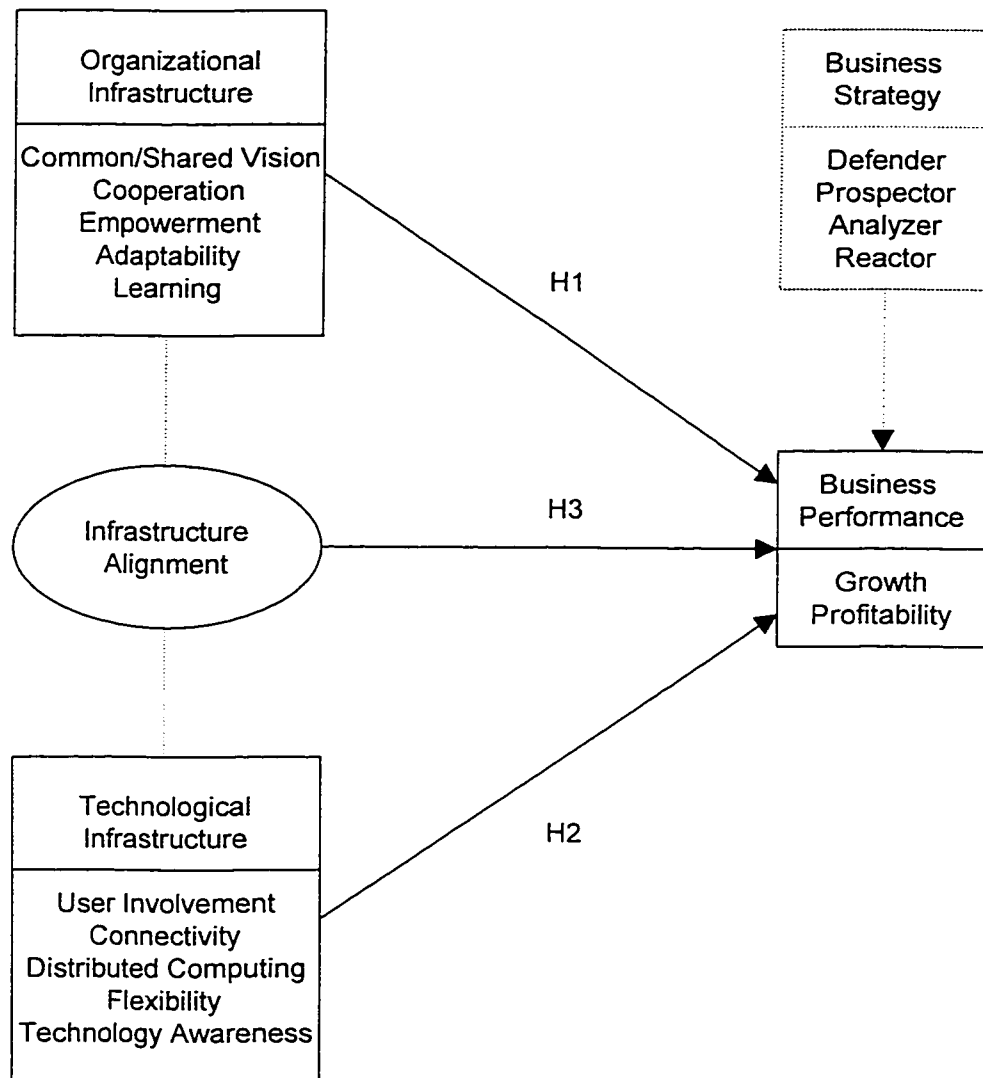 Organizational
Infrastructure
Common/Shared Vision
Cooperation
Empowerment
Adaptability
Learning
Business
Strategy
Defender
Prospector
Analyzer
Reactor
H1
Infrastructure
Alignment
H3
Business
Performance
Growth
Profitability
Technological
Infrastructure
User Involvement
Connectivity
Distributed Computing
Flexibility
Technology Awareness
H2